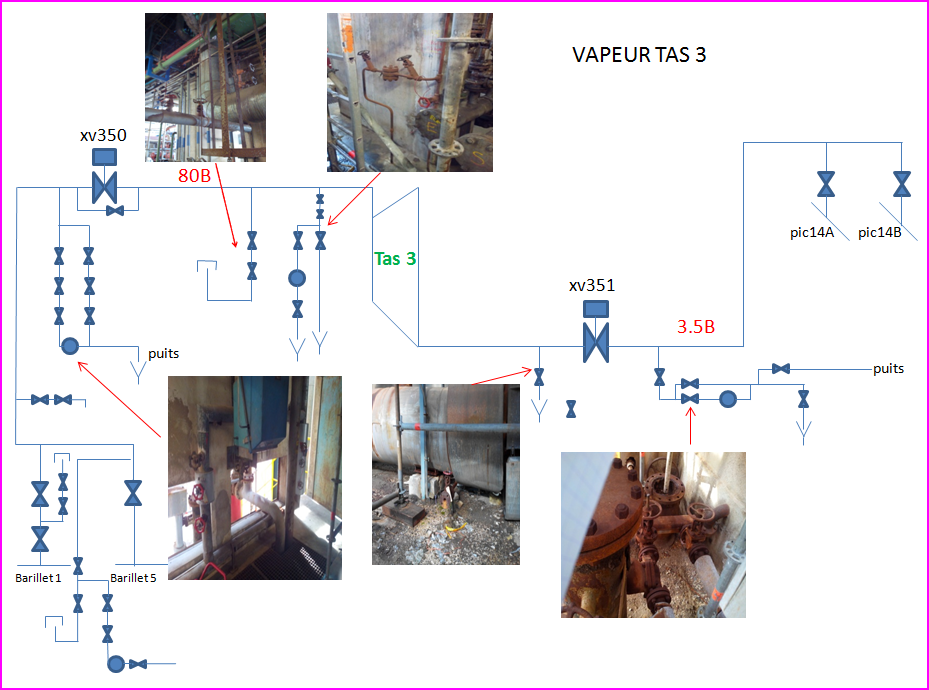 VAPEUR TAS 3
xv350
80B
pic14A
pic14B
Tas 3
xv351
3.5B
puits
puits
Barillet 1
Barillet 5